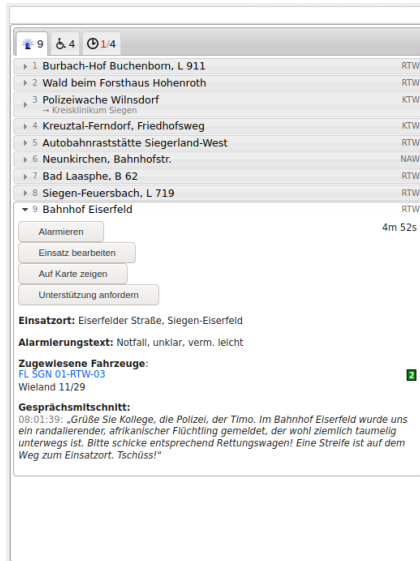 9 4 1/4
1 Burbach-Hof Buchenborn, L 911 RTW
2 Wald beim Forsthaus Hohenroth RTW
3 Polizeiwache Wilnsdorf KTW
→ Kreisklinikum Siegen
4 Kreuztal-Ferndorf, Friedhofsweg KTW
5 Autobahnraststätte Siegerland-West RTW
6 Neunkirchen, Bahnhofstr. NAW
7 Bad Laasphe, B 62 RTW
8 Siegen-Feuersbach, L 719 RTW
9 Bahnhof Eiserfeld RTW
Alarmieren 4m 52s
Einsatz bearbeiten
Auf Karte zeigen
Unterstützung anfordern
Einsatzort: Eiserfelder Straße, Siegen-Eiserfeld
Alarmierungstext: Notfall, unklar, verm. leicht
Zugewiesene Fahrzeuge:
FL SGN 01-RTW-03 2
Wieland 11/29
Gesprächsmitschnitt:
08:01:39: „Grüße Sie Kollege, die Polizei, der Timo. Im Bahnhof Eiserfeld wurde uns
ein randalierender, afrikanischer Flüchtling gemeldet, der wohl ziemlich taumelig
unterwegs ist. Bitte schicke entsprechend Rettungswagen! Eine Streife ist auf dem
Weg zum Einsatzort. Tschüss!"